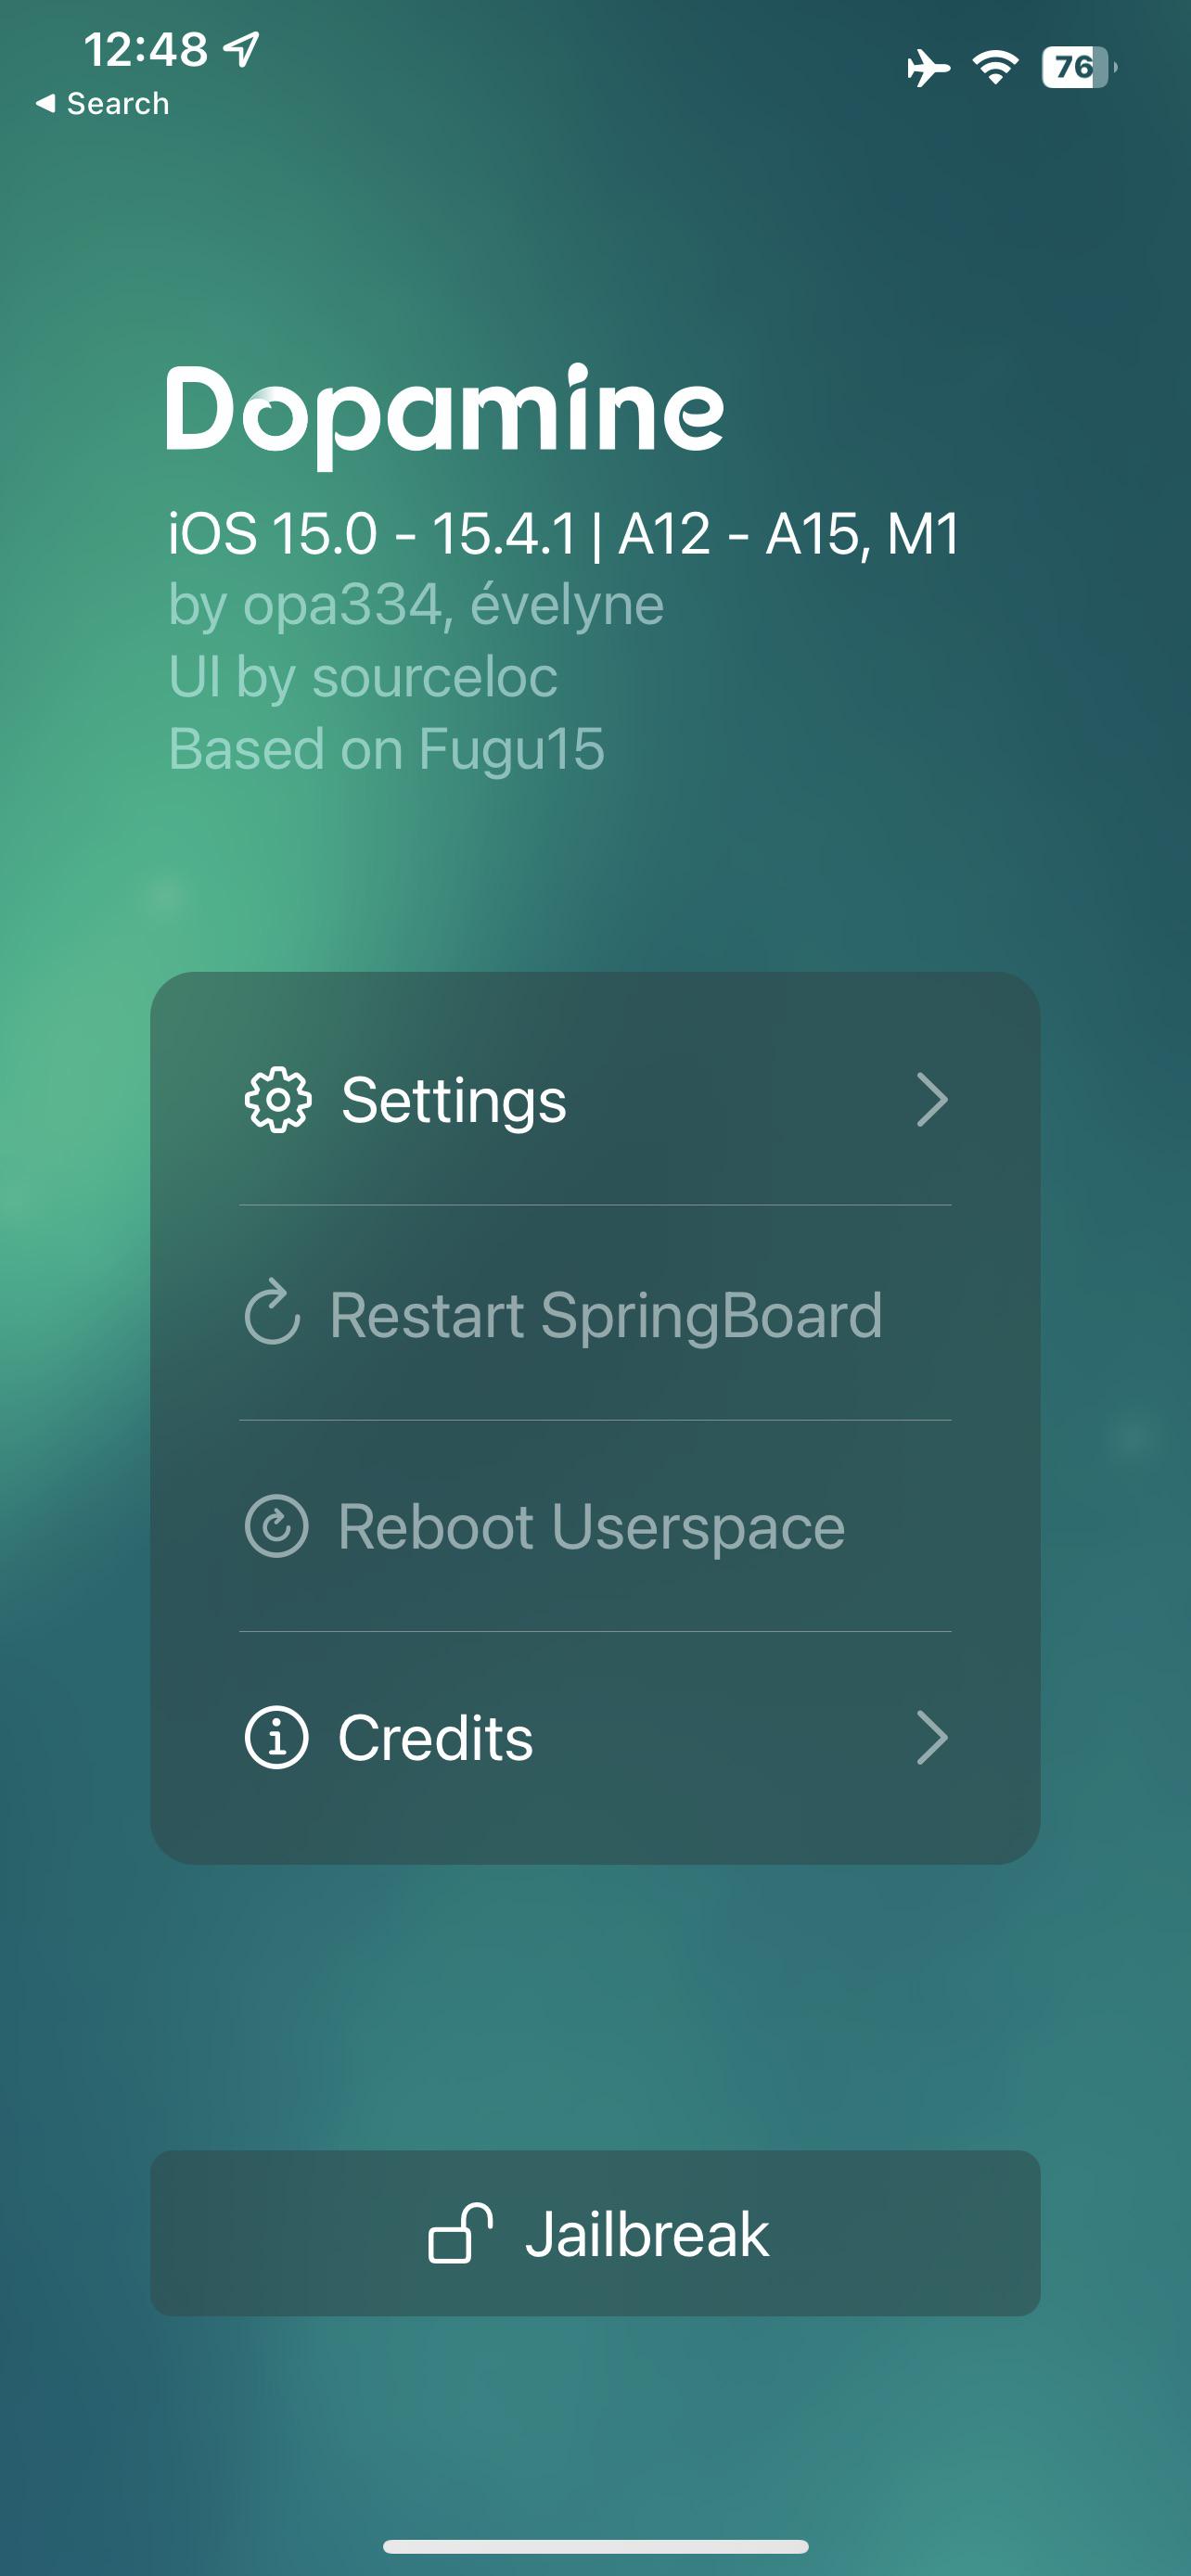 12:48
Search
76
Dopamine
iOS 15.0 - 15.4.1 | A12 - A15, M1
by opa334, évelyne
UI by sourceloc
Based on Fugu15
Settings
Restart SpringBoard
Reboot Userspace
Credits
Jailbreak